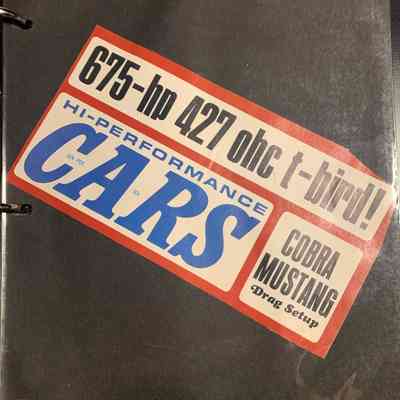 675-hp 427 ohc t-bird!
HI-PERFORMANCE
CARS
COBRA
MUSTANG
Drag Setup